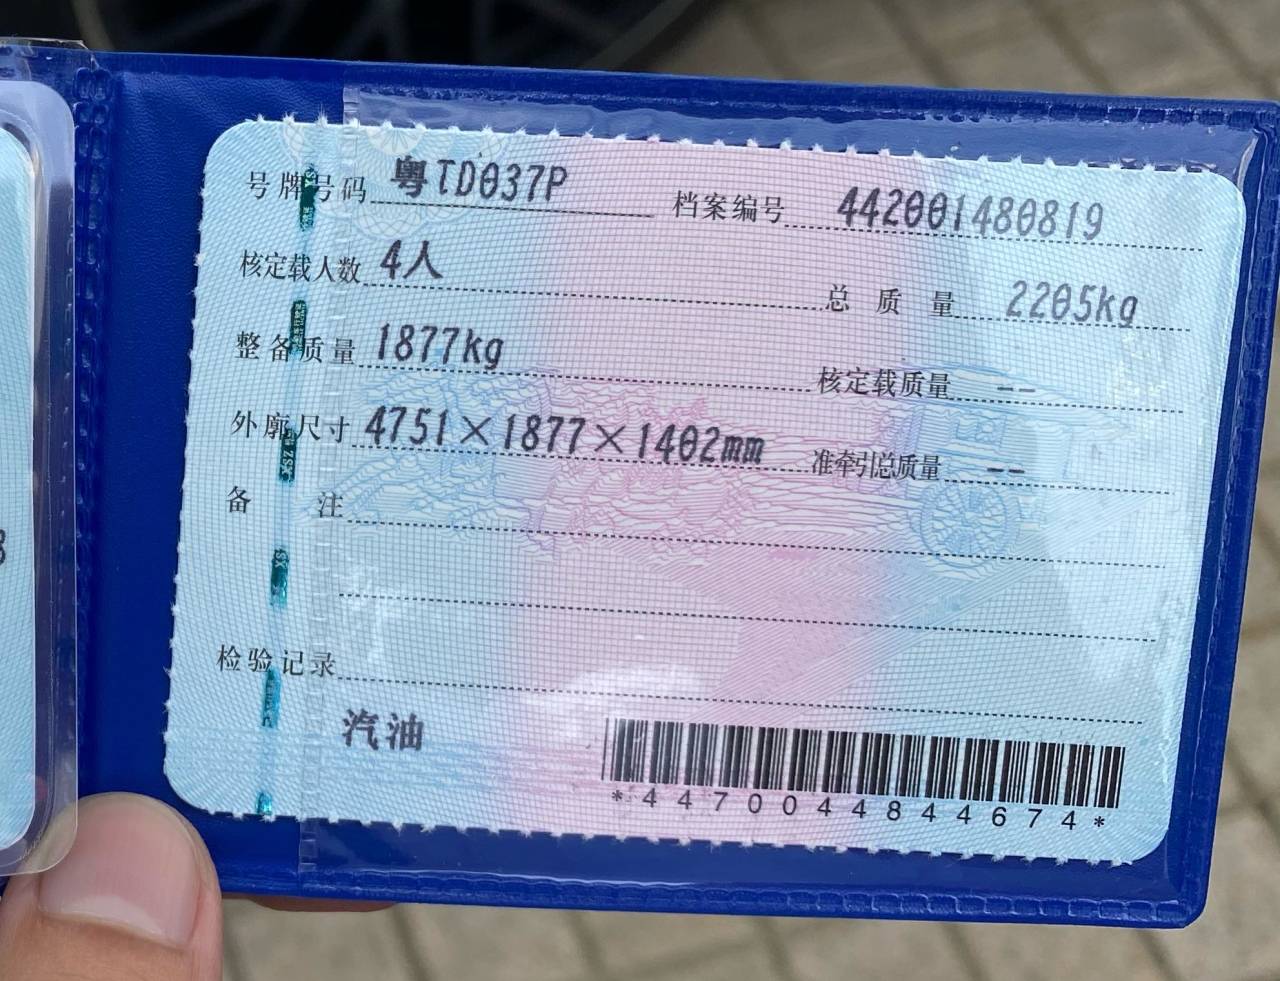 号牌号码 粤TD037P 档案编号 442001480819
核定载人数 4人 总质量 2205kg
整备质量 1877kg 核定载质量 --
外廓尺寸 4751×1877×1402mm 准牵引总质量 --
备注
检验记录
汽油
*4470044844674*